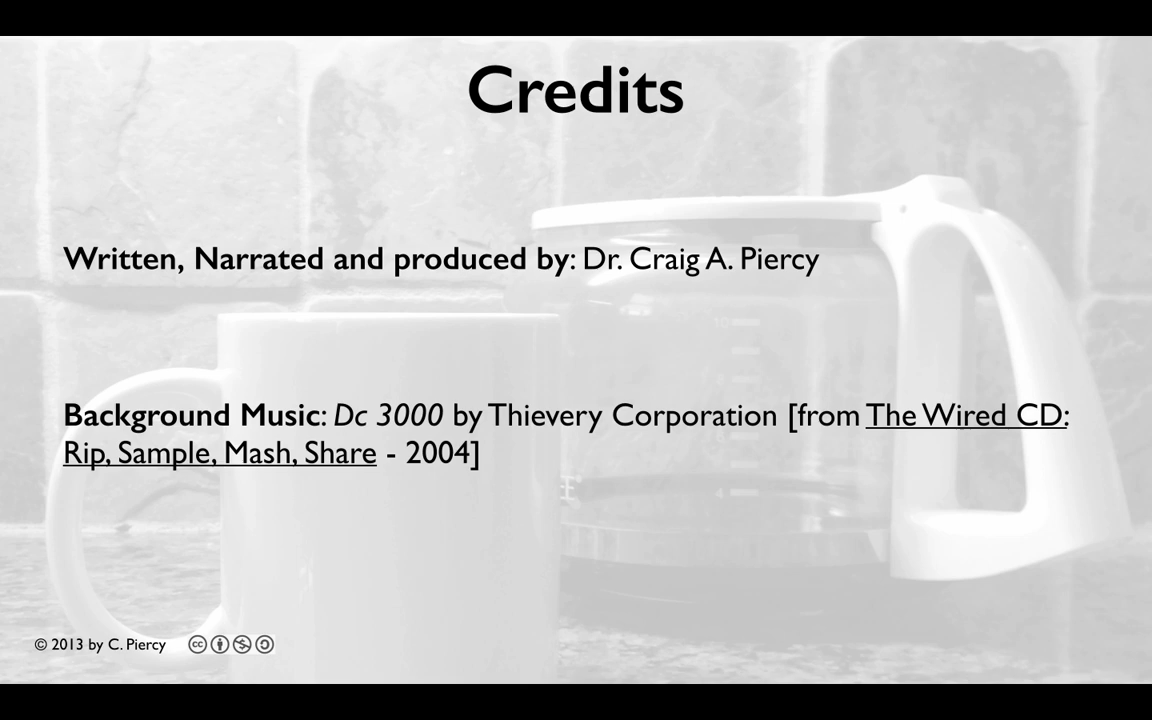 Credits
Written, Narrated and produced by: Dr. Craig A. Piercy
Background Music: Dc 3000 by Thievery Corporation [from The Wired CD:
Rip, Sample, Mash, Share - 2004]
© 2013 by C. Piercy